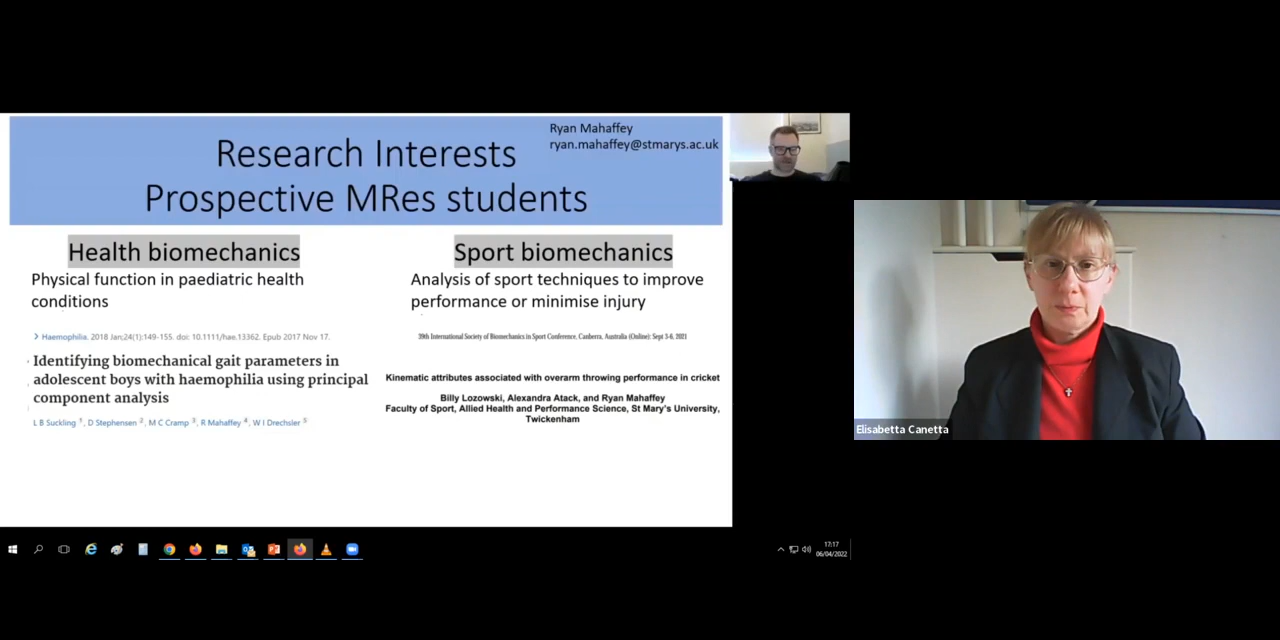 Ryan Mahaffey
ryan.mahaffey@stmarys.ac.uk
Research Interests
Prospective MRes students
Health biomechanics
Physical function in paediatric health
conditions
Haemophilia. 2018 Jan;24(1):149-155. doi: 10.1111/hae.13362. Epub 2017 Nov 17.
Identifying biomechanical gait parameters in
adolescent boys with haemophilia using principal
component analysis
L B Suckling 1, D Stephensen 2, M C Cramp 3, R Mahaffey 4, W I Drechsler 5
Sport biomechanics
Analysis of sport techniques to improve
performance or minimise injury
39th International Society of Biomechanics in Sport Conference, Canberra, Australia (Online): Sept 3-6, 2021
Kinematic attributes associated with overarm throwing performance in cricket
Billy Lozowski, Alexandra Atack, and Ryan Mahaffey
Faculty of Sport, Allied Health and Performance Science, St Mary's University,
Twickenham
Elisabetta Canetta
17:17
06/04/2022